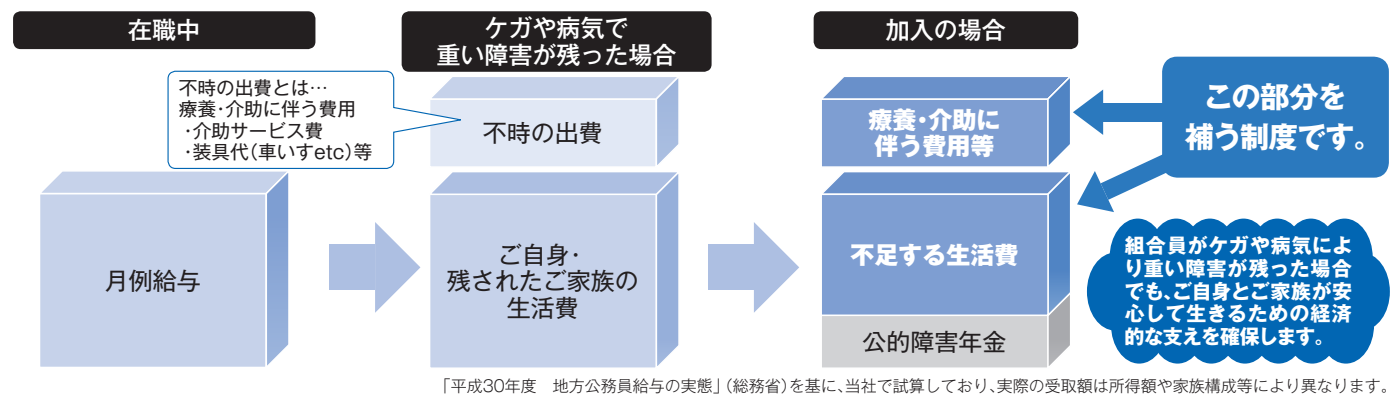 在職中
ケガや病気で
重い障害が残った場合
加入の場合
不時の出費とは…
療養・介助に伴う費用
・介助サービス費
・装具代(車いすetc)等
不時の出費
療養・介助に
伴う費用等
この部分を
補う制度です。
月例給与
ご自身・
残されたご家族の
生活費
不足する生活費
公的障害年金
組合員がケガや病気によ
り重い障害が残った場合
でも、ご自身とご家族が安
心して生きるための経済
的な支えを確保します。
「平成30年度　地方公務員給与の実態」(総務省)を基に、当社で試算しており、実際の受取額は所得額や家族構成等により異なります。